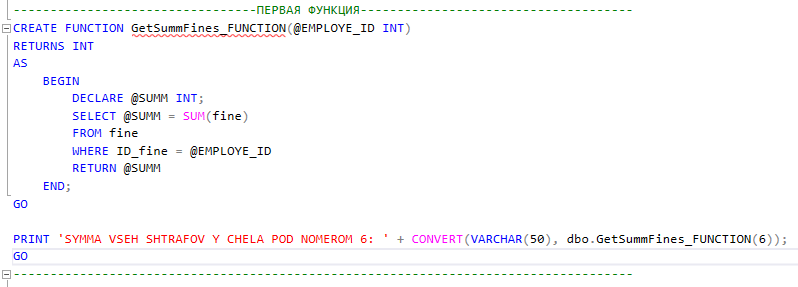 ---------------------------------ПЕРВАЯ ФУНКЦИЯ-------------------------------------
CREATE FUNCTION GetSummFines_FUNCTION(@EMPLOYE_ID INT)
RETURNS INT
AS
    BEGIN
        DECLARE @SUMM INT;
        SELECT @SUMM = SUM(fine)
        FROM fine
        WHERE ID_fine = @EMPLOYE_ID
        RETURN @SUMM
    END;
GO

PRINT 'SYMMA VSEH SHTRAFOV Y CHELA POD NOMEROM 6: ' + CONVERT(VARCHAR(50), dbo.GetSummFines_FUNCTION(6));
GO
------------------------------------------------------------------------------------